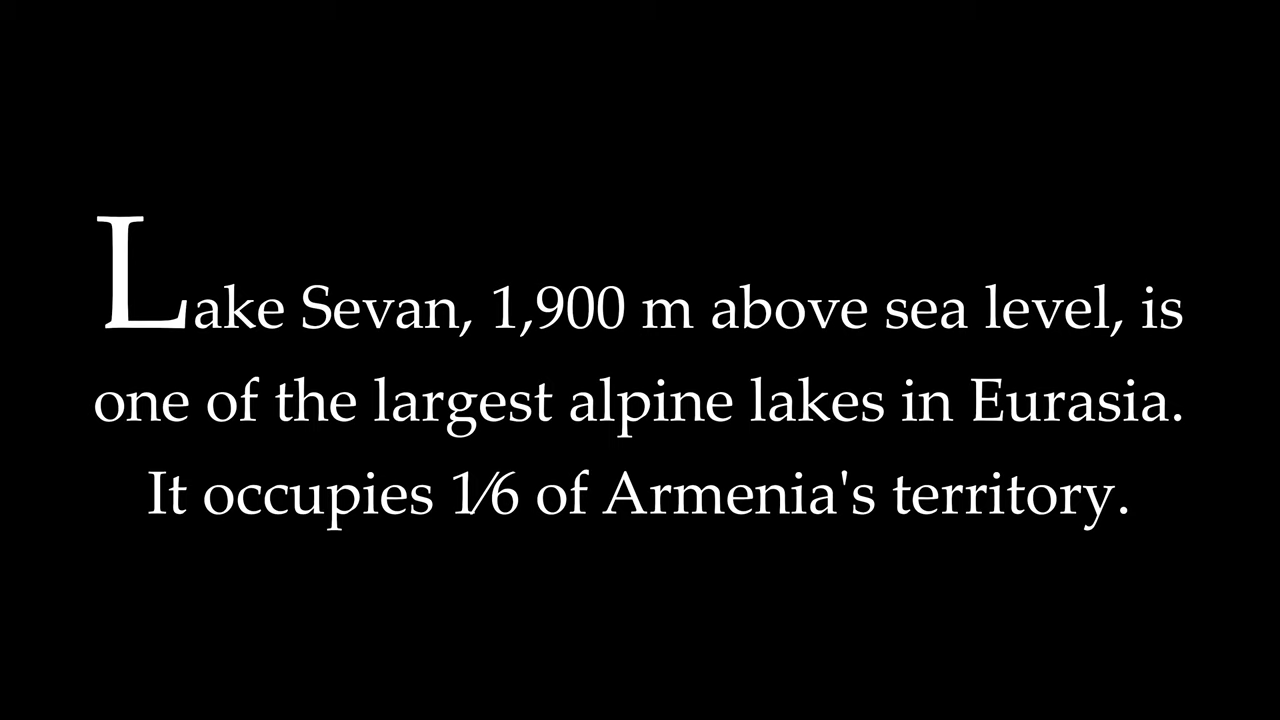 Lake Sevan, 1,900 m above sea level, is
one of the largest alpine lakes in Eurasia.
It occupies 1⁄6 of Armenia's territory.